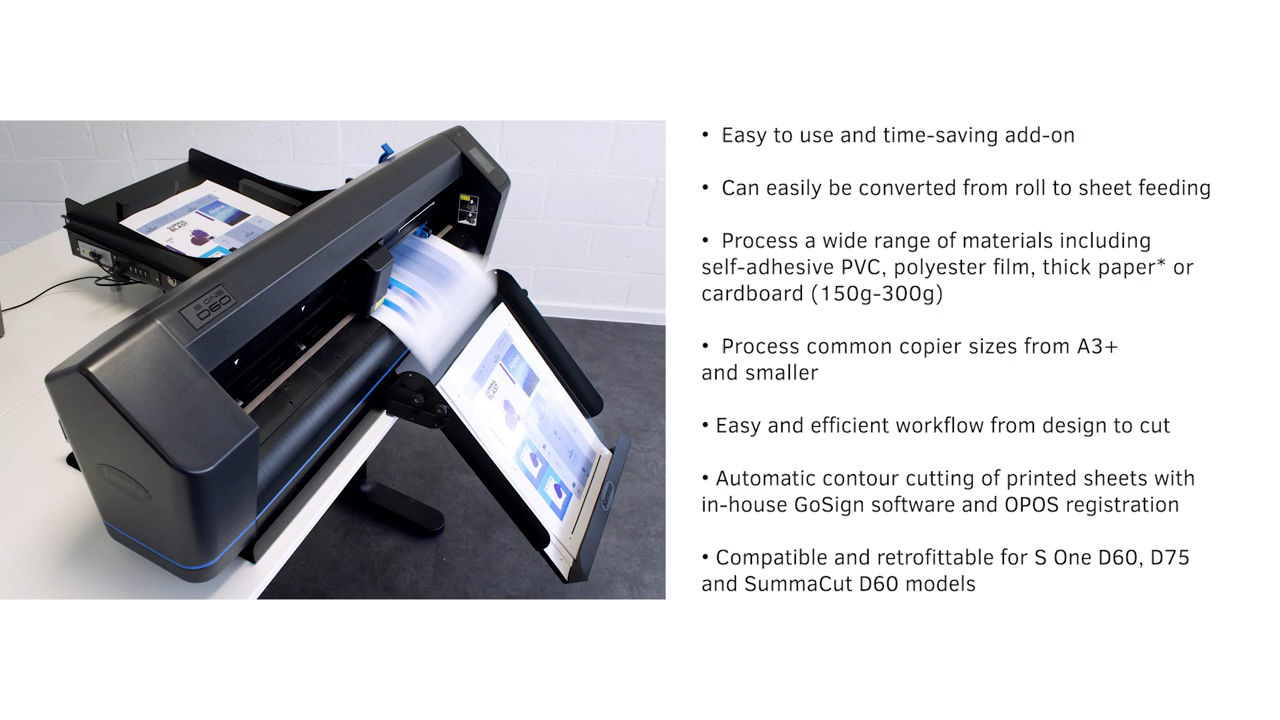 S ONE
D60
SUMMA
BLAST
SUMMA
BLAST
• Easy to use and time-saving add-on
• Can easily be converted from roll to sheet feeding
• Process a wide range of materials including
self-adhesive PVC, polyester film, thick paper* or
cardboard (150g-300g)
• Process common copier sizes from A3+
and smaller
• Easy and efficient workflow from design to cut
• Automatic contour cutting of printed sheets with
in-house GoSign software and OPOS registration
• Compatible and retrofittable for S One D60, D75
and SummaCut D60 models